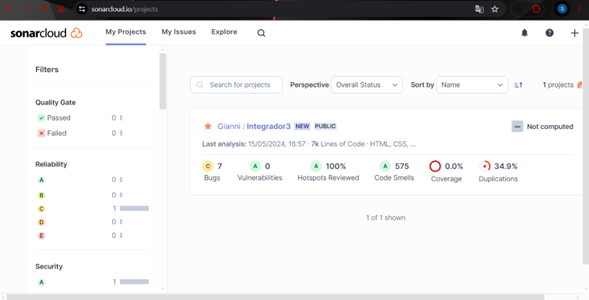 sonarcloud.io/projects
sonarcloud My Projects My Issues Explore
Filters
Search for projects Perspective Overall Status Sort by Name 1 projects
Quality Gate
Passed 0
Failed 0
Gianni / Integrador3 NEW PUBLIC Not computed
Last analysis: 15/05/2024, 16:57 · 7k Lines of Code · HTML, CSS, ...
Reliability
A 0
B 0
C 1
D 0
E 0
C 7 A 0 A 100% A 575 0.0% 34.9%
Bugs Vulnerabilities Hotspots Reviewed Code Smells Coverage Duplications
1 of 1 shown
Security
A 1